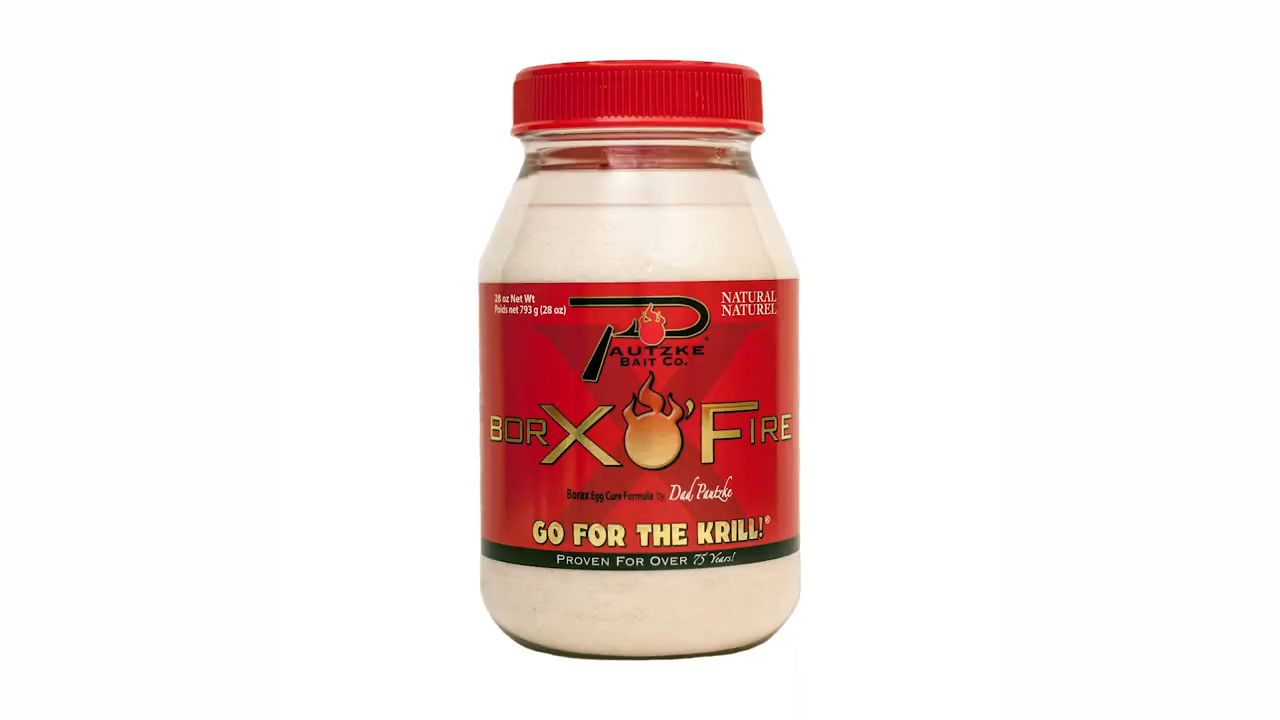 28 oz Net Wt
Poids net 793 g (28 oz)
NATURAL
NATUREL
PAUTZKE
BAIT CO.
BORX O'FIRE
Borax Egg Cure Formula by Dad Pautzke
GO FOR THE KRILL!®
PROVEN FOR OVER 75 Years!